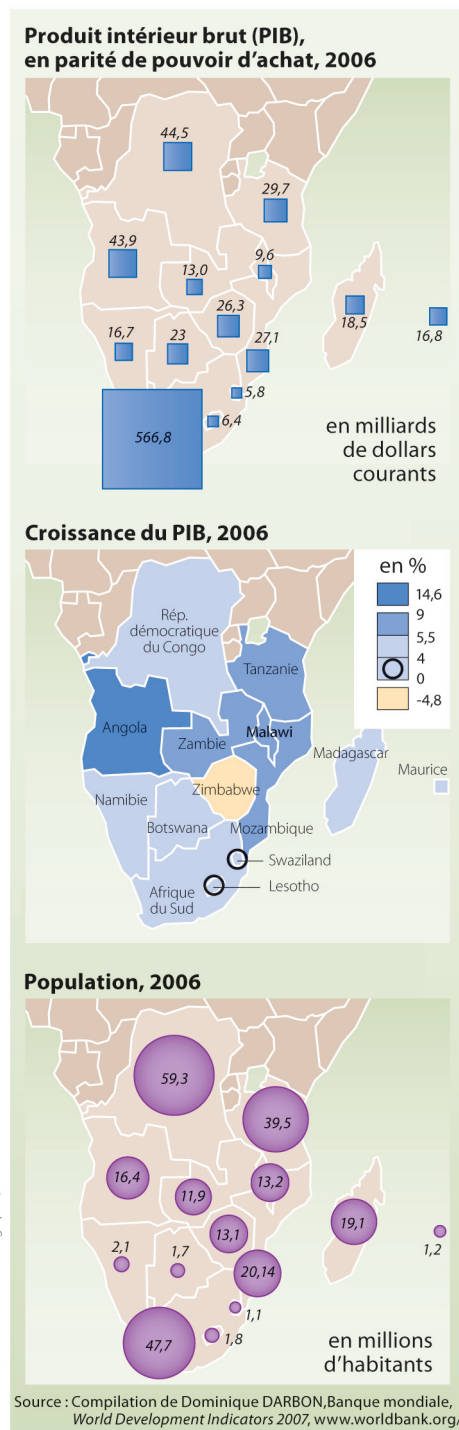 Produit intérieur brut (PIB),
en parité de pouvoir d'achat, 2006
44,5
29,7
43,9
9,6
13,0
26,3
18,5
16,8
16,7
23
27,1
5,8
6,4
566,8
en milliards
de dollars
courants
Croissance du PIB, 2006
en %
14,6
9
5,5
4
0
-4,8
Rép.
démocratique
du Congo
Tanzanie
Angola
Malawi
Zambie
Madagascar
Maurice
Zimbabwe
Namibie
Botswana
Mozambique
Swaziland
Lesotho
Afrique
du Sud
Population, 2006
59,3
39,5
16,4
13,2
11,9
19,1
13,1
1,2
2,1
1,7
20,14
1,1
1,8
47,7
en millions
d'habitants
Source : Compilation de Dominique DARBON,Banque mondiale,
World Development Indicators 2007, www.worldbank.org/